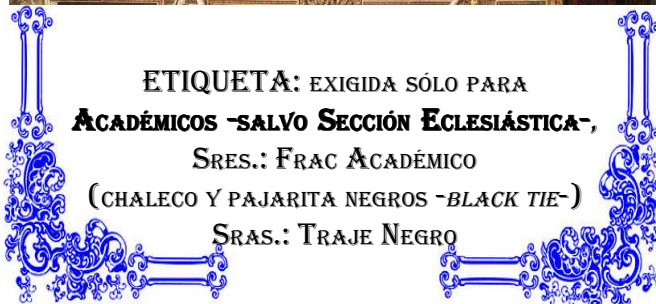 ETIQUETA: EXIGIDA SÓLO PARA
ACADÉMICOS -SALVO SECCIÓN ECLESIÁSTICA-,
SRES.: FRAC ACADÉMICO
(CHALECO Y PAJARITA NEGROS -BLACK TIE-)
SRAS.: TRAJE NEGRO